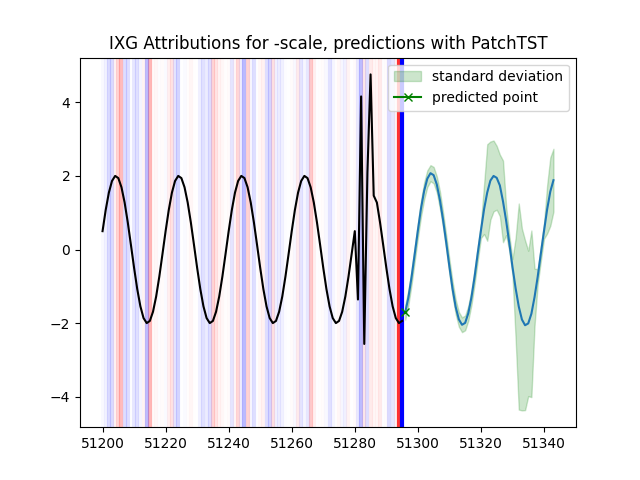 IXG Attributions for -scale, predictions with PatchTST
standard deviation
predicted point
4
2
0
−2
−4
51200 51220 51240 51260 51280 51300 51320 51340